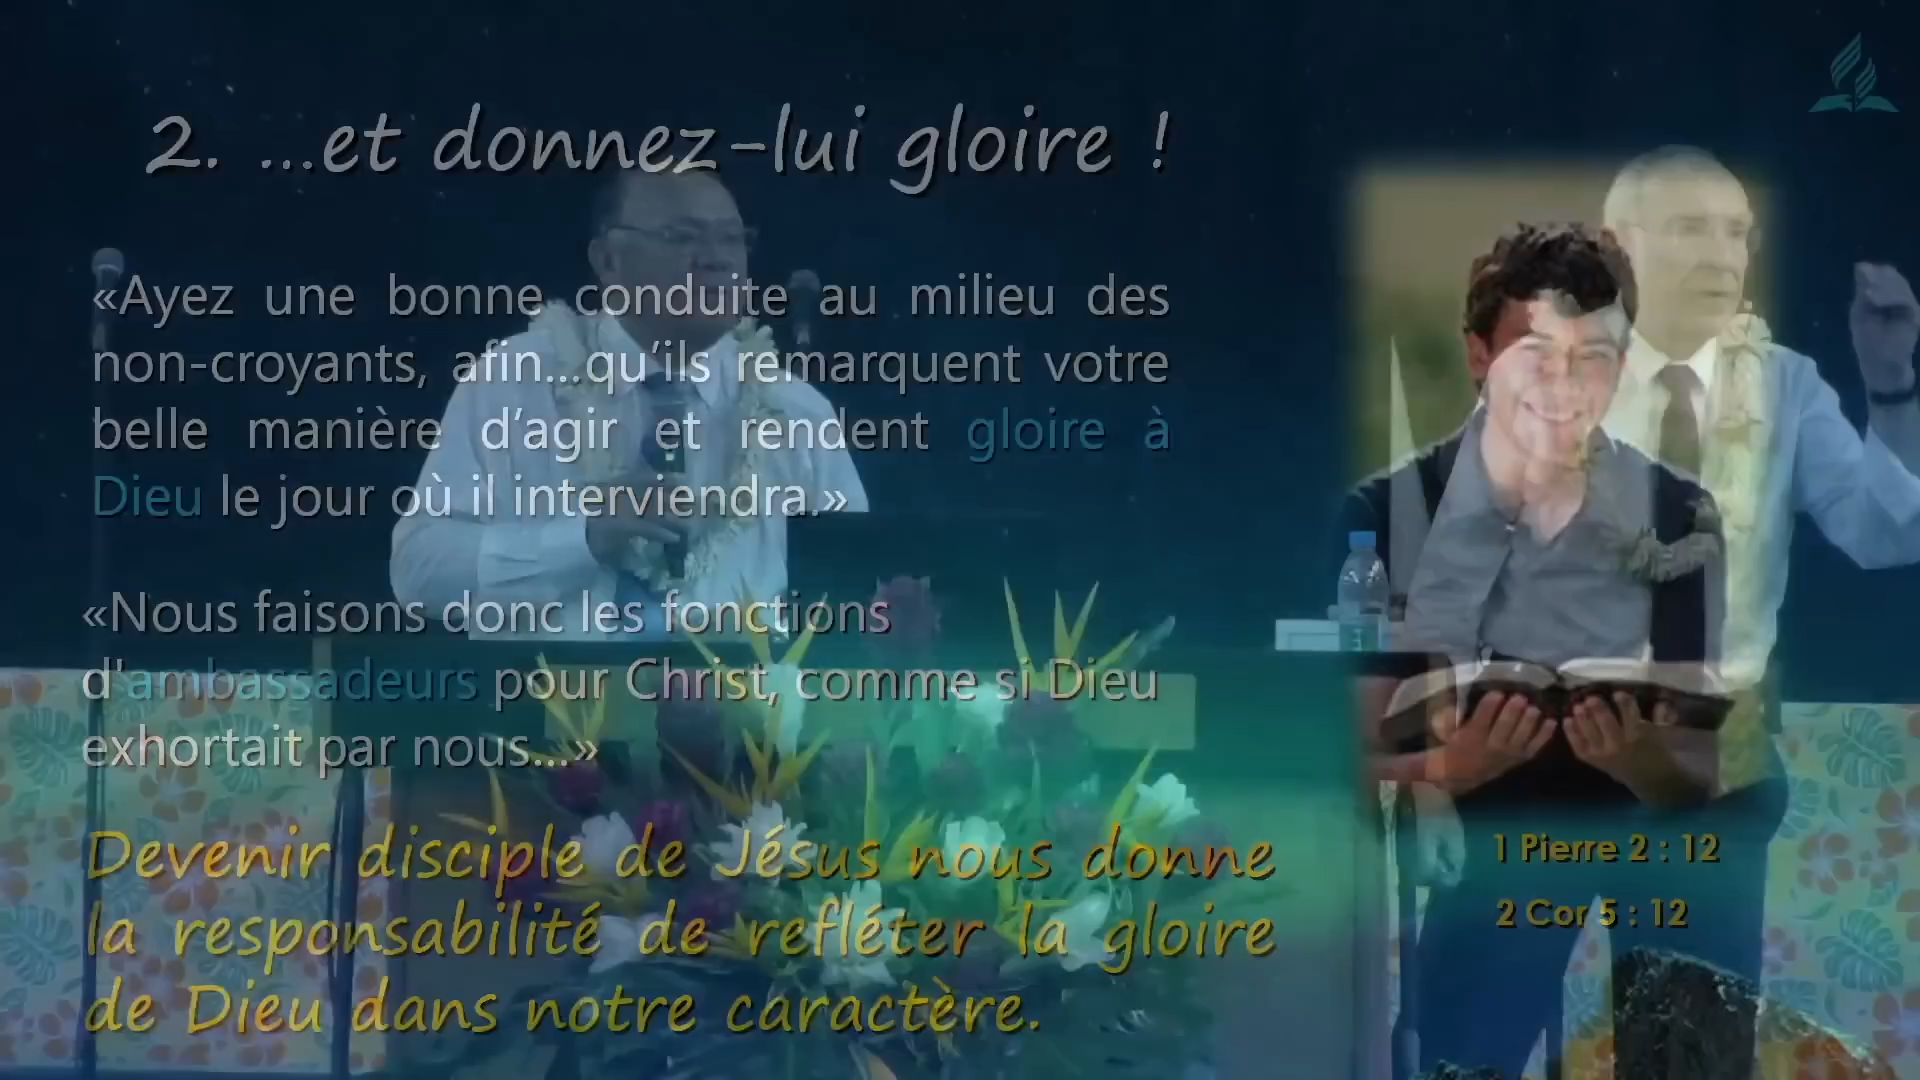 2. ...et donnez-lui gloire !
«Ayez une bonne conduite au milieu des
non-croyants, afin...qu’ils remarquent votre
belle manière d’agir et rendent gloire à
Dieu le jour où il interviendra.»
«Nous faisons donc les fonctions
d'ambassadeurs pour Christ, comme si Dieu
exhortait par nous...»
Devenir disciple de Jésus nous donne
la responsabilité de refléter la gloire
de Dieu dans notre caractère.
1 Pierre 2 : 12
2 Cor 5 : 12